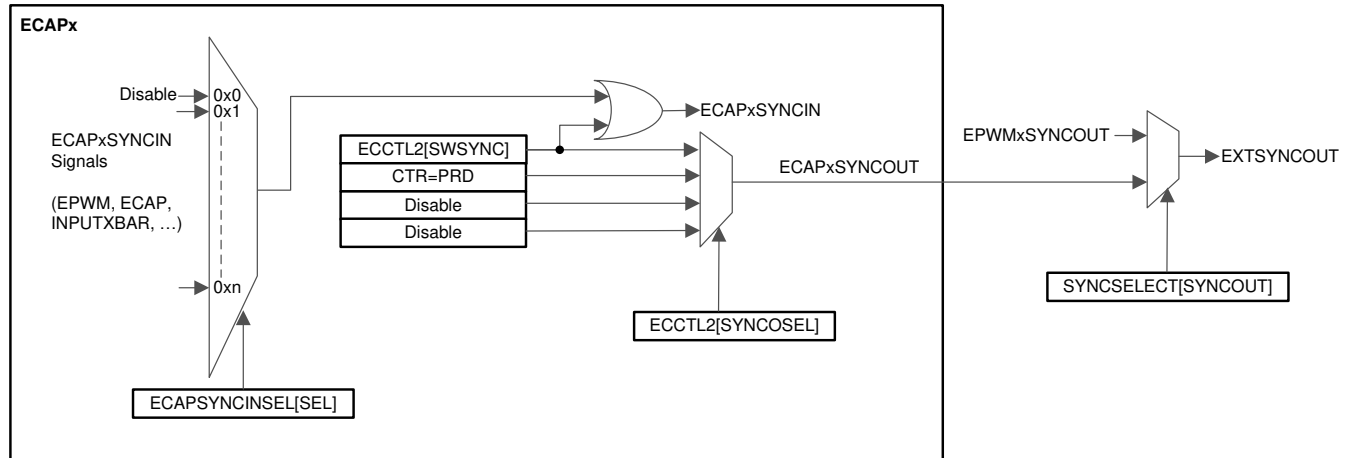 ECAPx
Disable
0x0
0x1
ECAPxSYNCIN
Signals
(EPWM, ECAP,
INPUTXBAR, …)
0xn
ECAPSYNCINSEL[SEL]
ECCTL2[SWSYNC]
CTR=PRD
Disable
Disable
ECAPxSYNCIN
ECAPxSYNCOUT
ECCTL2[SYNCOSEL]
EPWMxSYNCOUT
EXTSYNCOUT
SYNCSELECT[SYNCOUT]